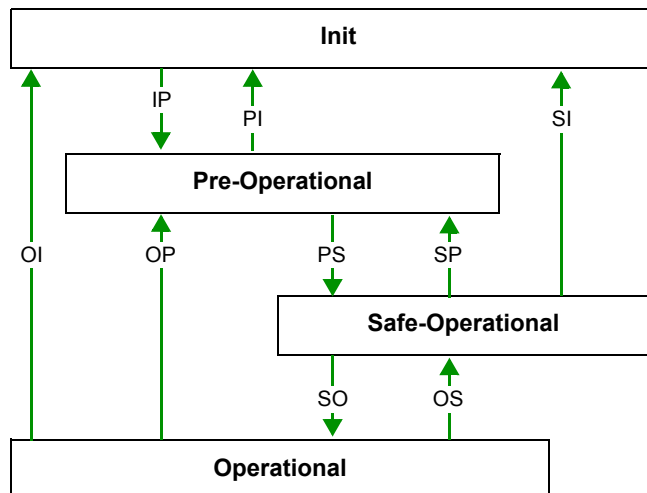 Init
IP
PI
SI
Pre-Operational
OI
OP
PS
SP
Safe-Operational
SO
OS
Operational